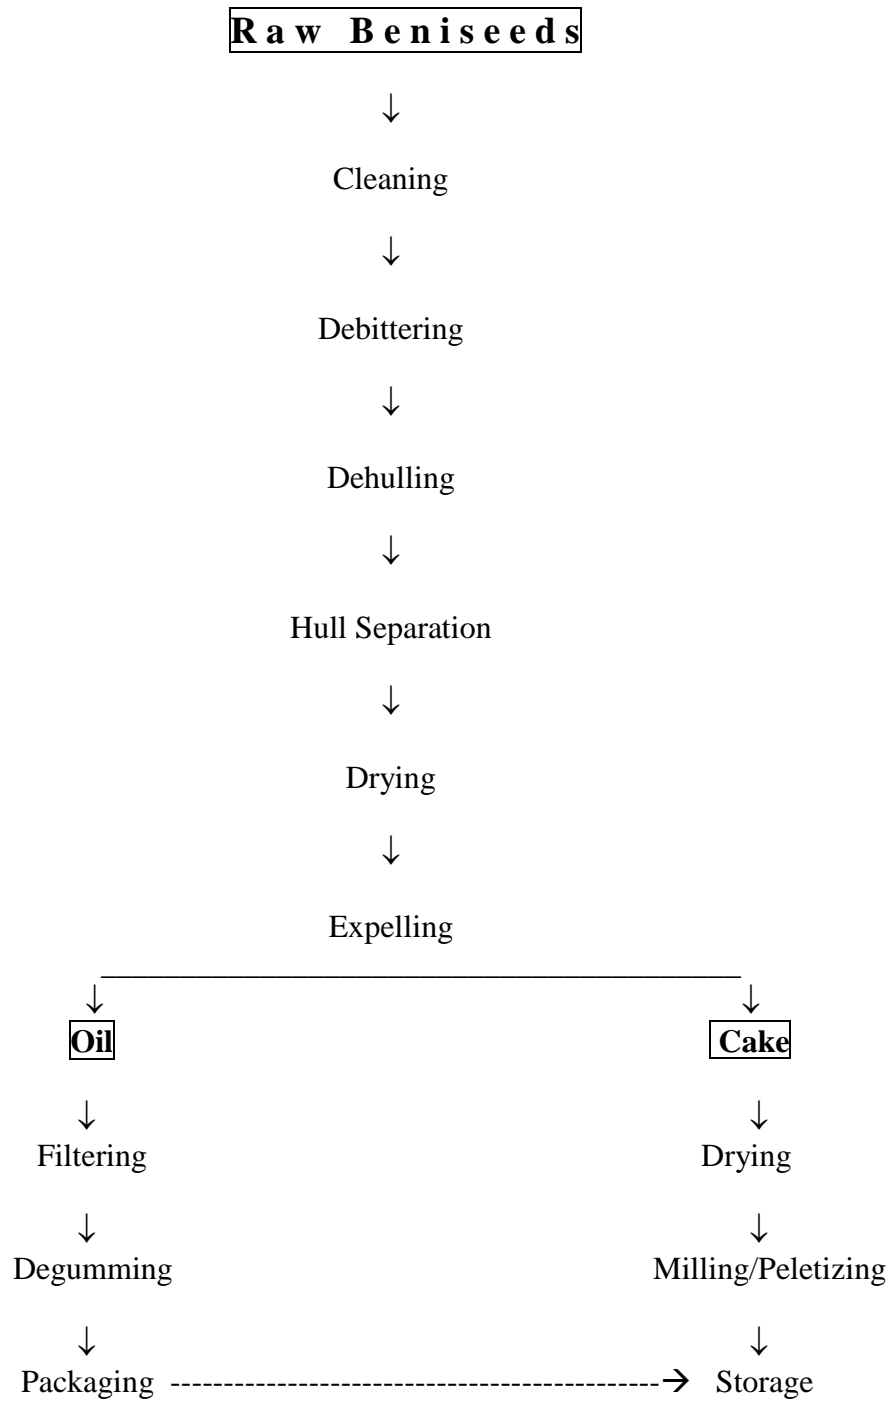 Raw Beniseeds
↓
Cleaning
↓
Debittering
↓
Dehulling
↓
Hull Separation
↓
Drying
↓
Expelling
↓ ↓
Oil Cake
↓ ↓
Filtering Drying
↓ ↓
Degumming Milling/Peletizing
↓ ↓
Packaging ----------------------------------------------→ Storage